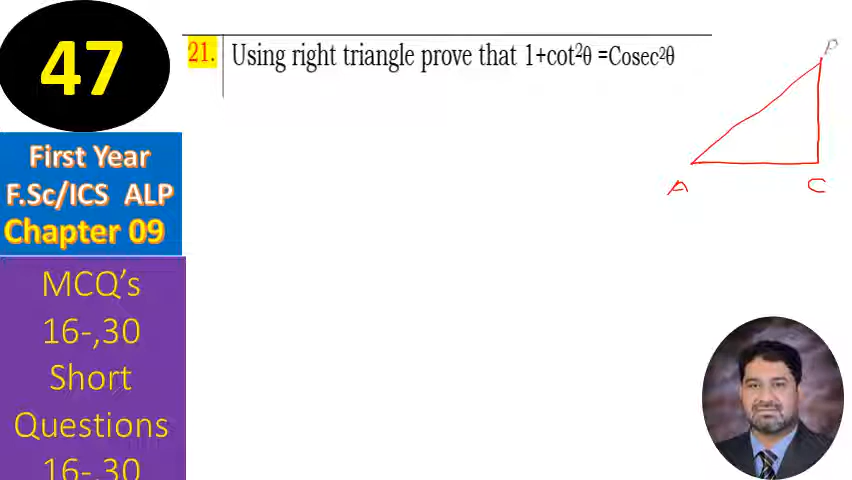 47
First Year
F.Sc/ICS ALP
Chapter 09
MCQ's
16-,30
Short
Questions
16-,30
21. Using right triangle prove that 1+cot²θ =Cosec²θ
P
A
C